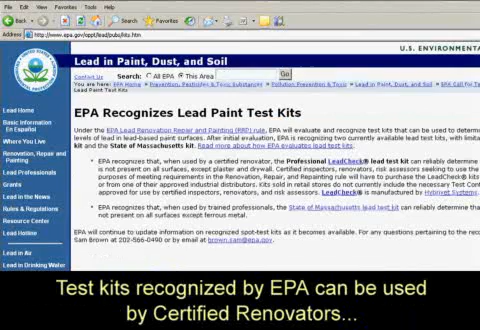 File Edit View Favorites Tools Help
Back Search Favorites
Address http://www.epa.gov/oppt/lead/pubs/kits.htm
U.S. ENVIRONMENTA
Lead in Paint, Dust, and Soil
Contact Us Search: All EPA This Area Go
You are here: EPA Home » Prevention, Pesticides & Toxic Substances » Pollution Prevention & Toxics » Lead in Paint, Dust, and Soil » EPA Call for Te
Lead Paint Test Kits
EPA Recognizes Lead Paint Test Kits
Under the EPA Lead Renovation Repair and Painting (RRP) rule, EPA will evaluate and recognize test kits that can be used to determi
levels of in lead-based paint surfaces. After initial evaluation, EPA is recognizing two currently available lead test kits, with limita
kit and the State of Massachusetts kit. Read more about how EPA evaluates lead test kits.
• EPA recognizes that, when used by a certified renovator, the Professional LeadCheck® lead test kit can reliably determine
is not present on all surfaces, except plaster and drywall. Certified inspectors, renovators, risk assessors seeking to use the
purposes of meeting requirements in the Renovation, Repair, and Repainting rule will have to purchase the LeadCheck® kits
or from one of their approved industrial distributors. Kits sold in retail stores do not currently include the necessary Test Cont
approved for use by certified inspectors, renovators, and risk assessors. LeadCheck® is manufactured by Hybrivet Systems.
• EPA recognizes that, when used by trained professionals, the State of Massachusetts lead test kit can reliably determine tha
not present on all surfaces except ferrous metal.
EPA will continue to update information on recognized spot-test kits as it becomes available. For any questions pertaining to the reco
Sam Brown at 202-566-0490 or by email at brown.sam@epa.gov.
Lead Home
Basic Information
En Español
Where You Live
Renovation, Repair and
Painting
Professionals
Grants
Lead in the News
Rules & Regulations
Resource Center
Lead Hotline
Lead in Air
Lead in Drinking Water
Test kits recognized by EPA can be used
by Certified Renovators...